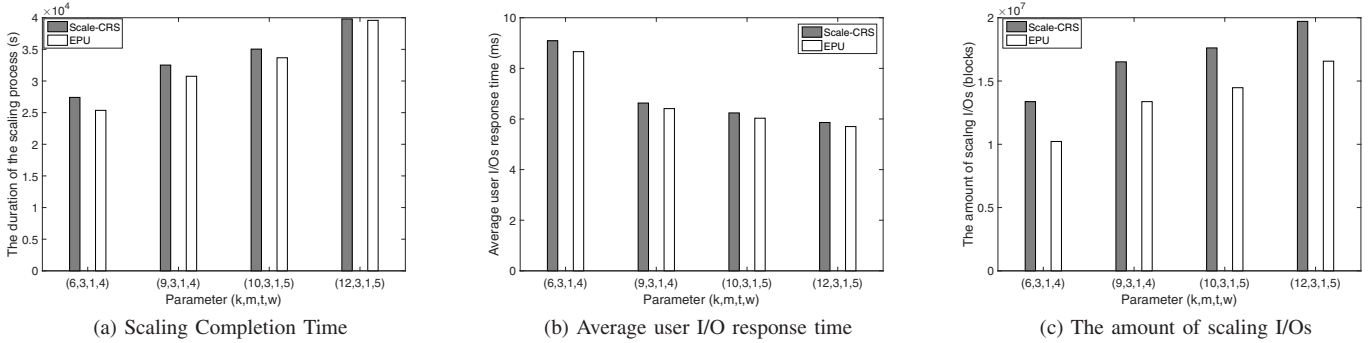 ×10⁴
4
3.5
3
2.5
2
1.5
1
0.5
0
The duration of the scaling process (s)
Scale-CRS
EPU
(6,3,1,4)
(9,3,1,4)
(10,3,1,5)
(12,3,1,5)
Parameter (k,m,t,w)
(a) Scaling Completion Time
10
8
6
4
2
0
Average user I/Os response time (ms)
Scale-CRS
EPU
(6,3,1,4)
(9,3,1,4)
(10,3,1,5)
(12,3,1,5)
Parameter (k,m,t,w)
(b) Average user I/O response time
×10⁷
2
1.5
1
0.5
0
The amount of scaling I/Os (blocks)
Scale-CRS
EPU
(6,3,1,4)
(9,3,1,4)
(10,3,1,5)
(12,3,1,5)
Parameter (k,m,t,w)
(c) The amount of scaling I/Os